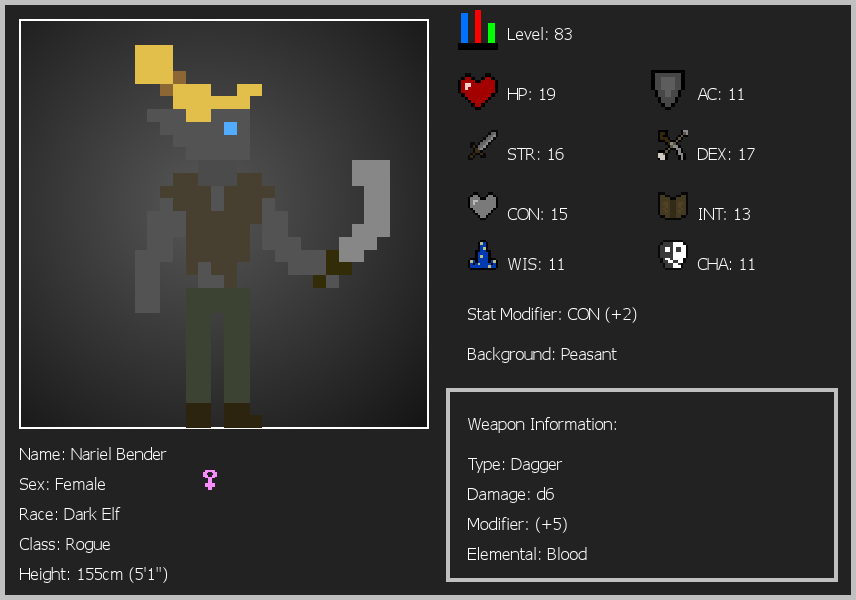 Level: 83
HP: 19
AC: 11
STR: 16
DEX: 17
CON: 15
INT: 13
WIS: 11
CHA: 11
Stat Modifier: CON (+2)
Background: Peasant
Weapon Information:
Type: Dagger
Damage: d6
Modifier: (+5)
Elemental: Blood
Name: Nariel Bender
Sex: Female
Race: Dark Elf
Class: Rogue
Height: 155cm (5'1")